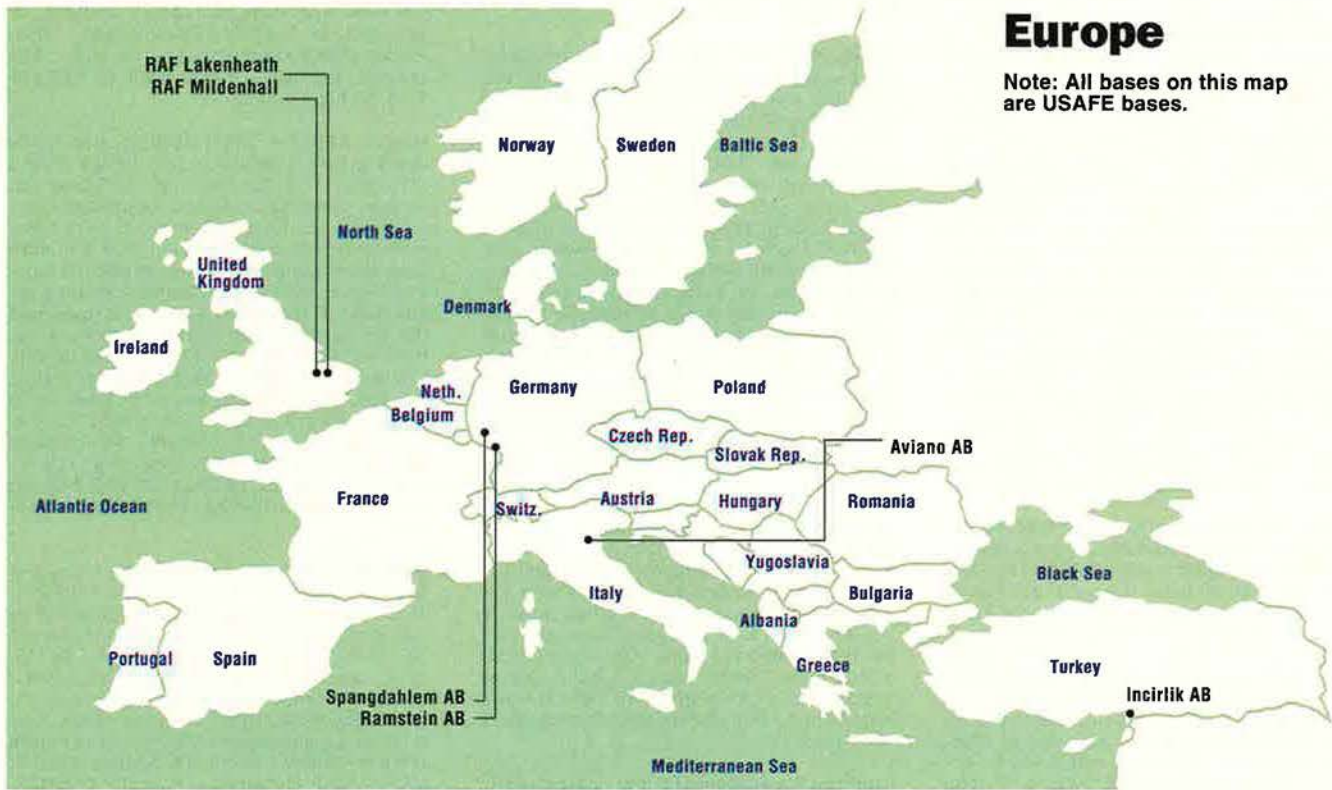 Europe
Note: All bases on this map
are USAFE bases.
RAF Lakenheath
RAF Mildenhall
Norway
Sweden
Baltic Sea
North Sea
United
Kingdom
Denmark
Ireland
Neth.
Germany
Poland
Belgium
Czech Rep.
Slovak Rep.
Aviano AB
Atlantic Ocean
France
Switz.
Austria
Hungary
Romania
Yugoslavia
Black Sea
Italy
Bulgaria
Albania
Portugal
Spain
Greece
Turkey
Spangdahlem AB
Ramstein AB
Incirlik AB
Mediterranean Sea